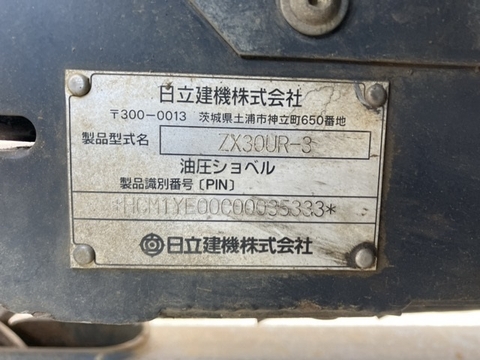 日立建機株式会社
〒300-0013 茨城県土浦市神立町650番地
製品型式名 ZX30UR-3
油圧ショベル
製品識別番号〔PIN〕
*HCM1YE00C00035333*
日立建機株式会社